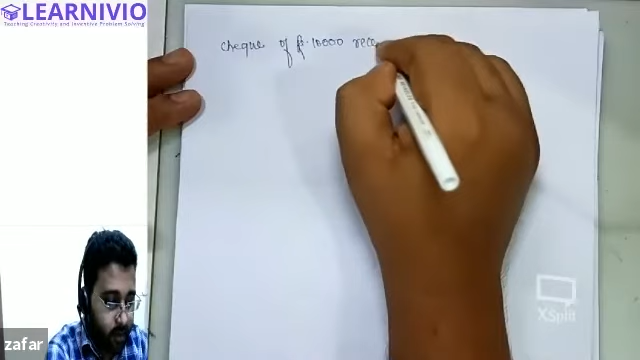 LEARNIVIO
Teaching Creativity and Inventive Problem Solving
cheque of Rs. 10000 rece
zafar
XSplit